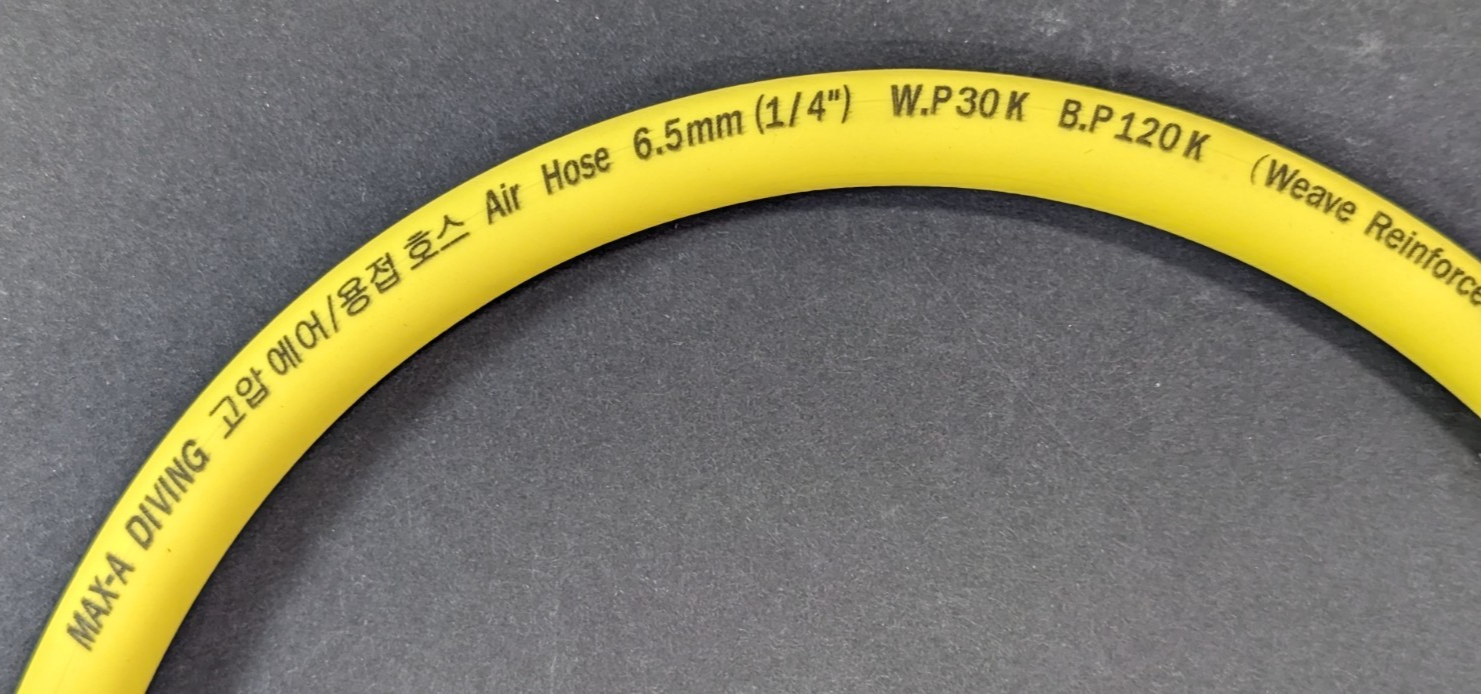 MAX-A DIVING 고압 에어/용접 호스 Air Hose 6.5mm (1/4") W.P 30 K B.P 120 K (Weave Reinforce